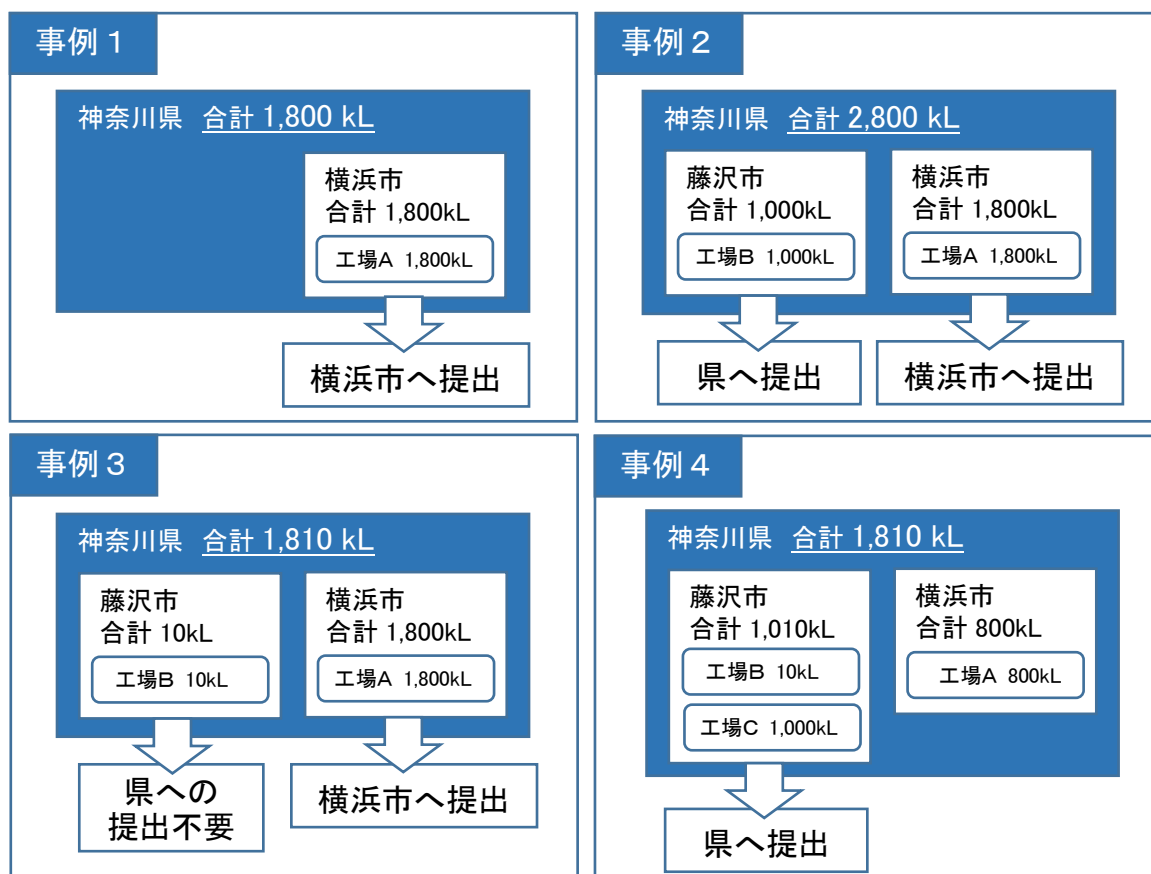 事例１
神奈川県 合計 1,800 kL
横浜市
合計 1,800kL
工場A 1,800kL
横浜市へ提出
事例２
神奈川県 合計 2,800 kL
藤沢市
合計 1,000kL
工場B 1,000kL
県へ提出
横浜市
合計 1,800kL
工場A 1,800kL
横浜市へ提出
事例３
神奈川県 合計 1,810 kL
藤沢市
合計 10kL
工場B 10kL
県への
提出不要
横浜市
合計 1,800kL
工場A 1,800kL
横浜市へ提出
事例４
神奈川県 合計 1,810 kL
藤沢市
合計 1,010kL
工場B 10kL
工場C 1,000kL
県へ提出
横浜市
合計 800kL
工場A 800kL